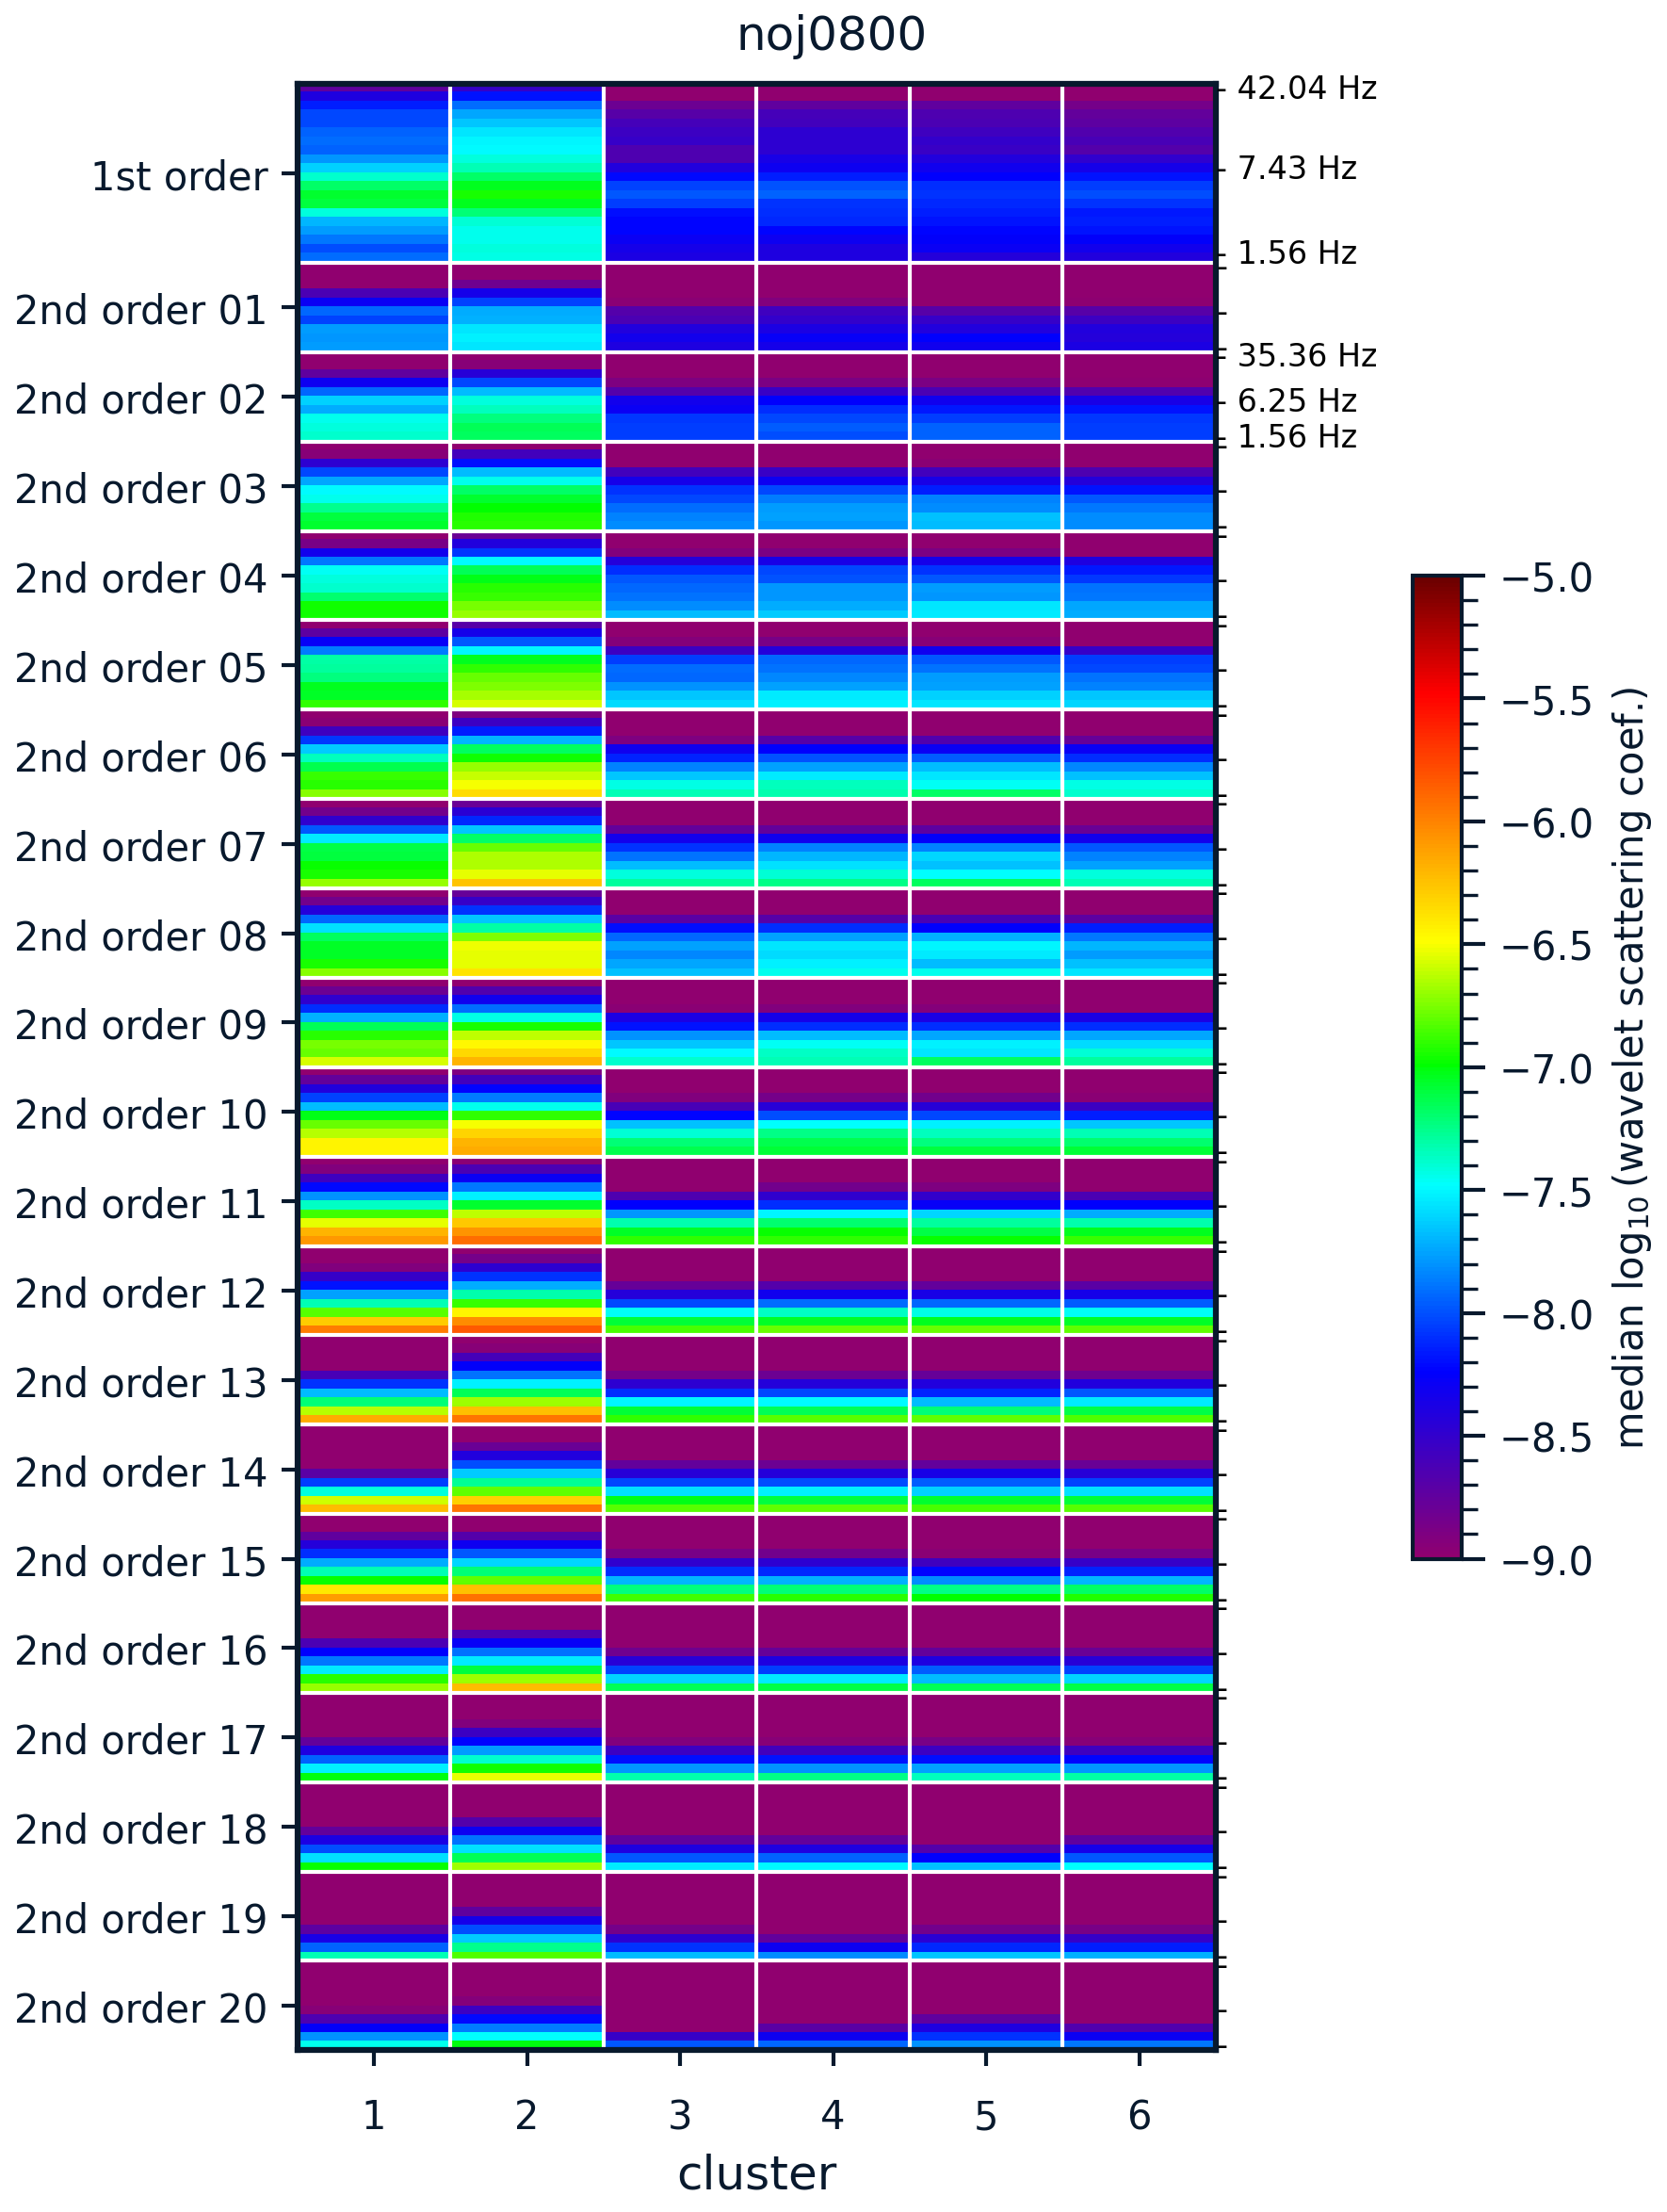 noj0800
1st order
2nd order 01
2nd order 02
2nd order 03
2nd order 04
2nd order 05
2nd order 06
2nd order 07
2nd order 08
2nd order 09
2nd order 10
2nd order 11
2nd order 12
2nd order 13
2nd order 14
2nd order 15
2nd order 16
2nd order 17
2nd order 18
2nd order 19
2nd order 20
42.04 Hz
7.43 Hz
1.56 Hz
35.36 Hz
6.25 Hz
1.56 Hz
−5.0
−5.5
−6.0
−6.5
−7.0
−7.5
−8.0
−8.5
−9.0
median log₁₀ (wavelet scattering coef.)
1 2 3 4 5 6
cluster